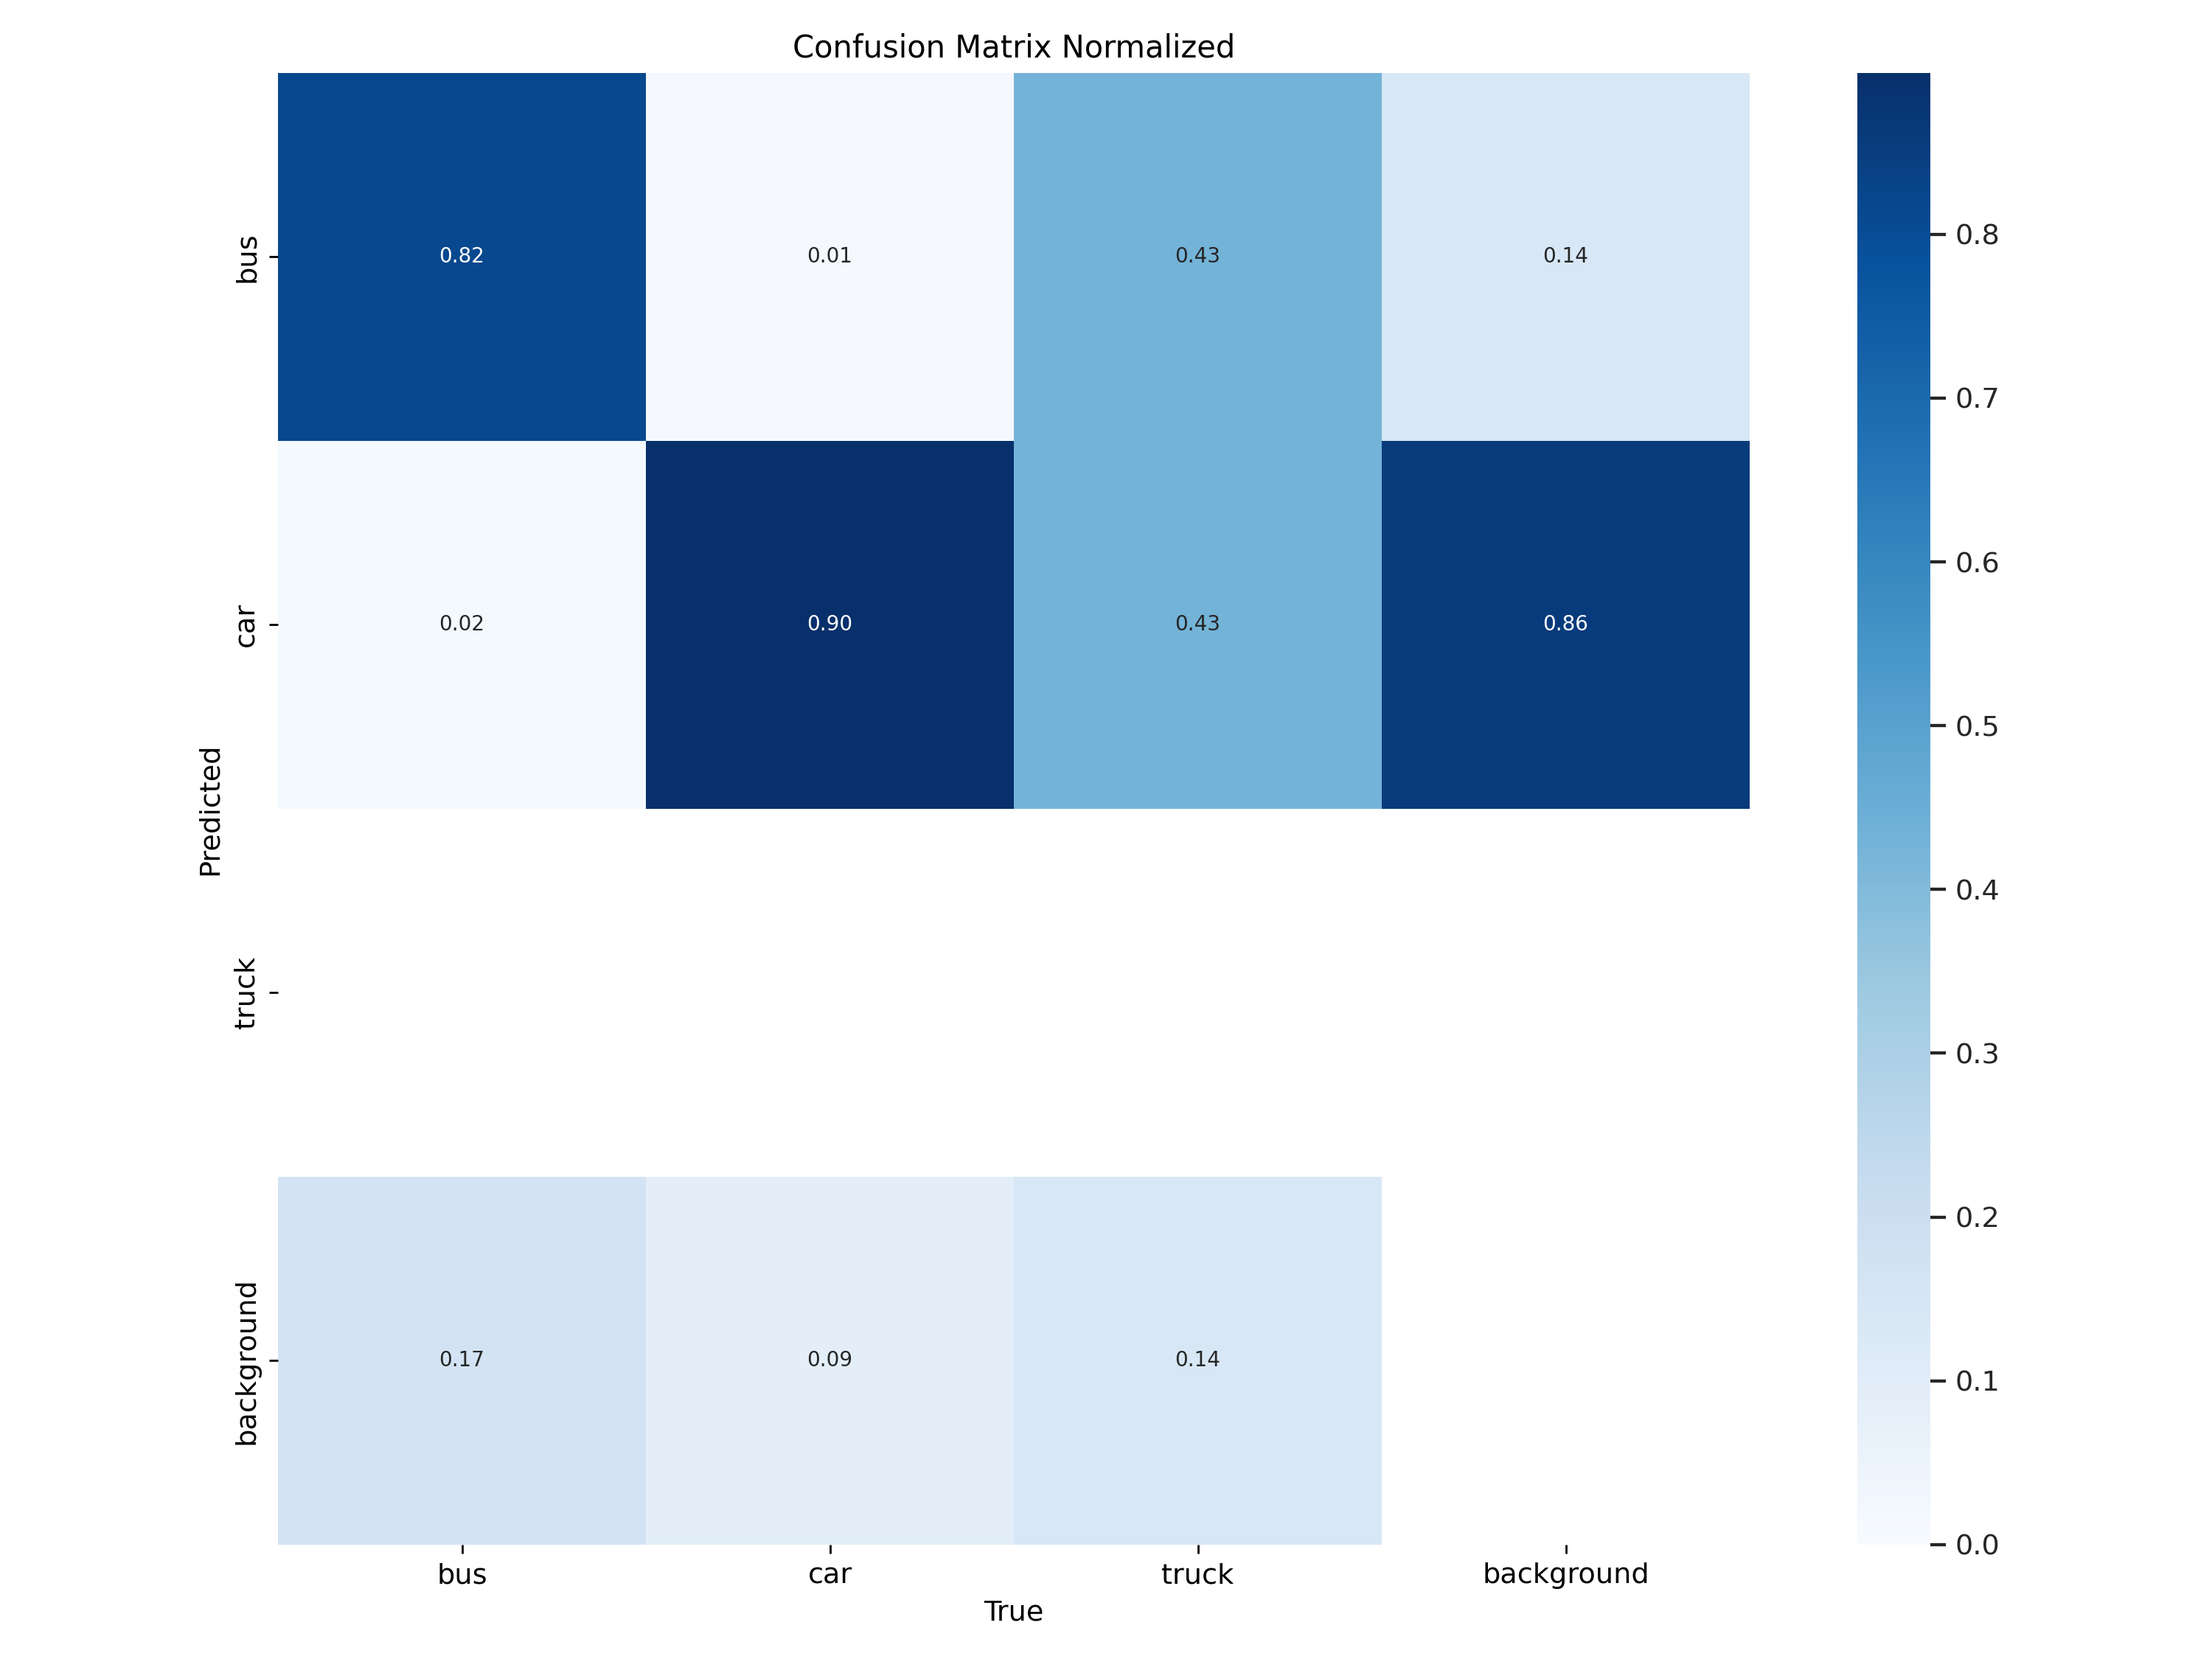 Confusion Matrix Normalized
Predicted
bus
0.82
0.01
0.43
0.14
car
0.02
0.90
0.43
0.86
truck
background
0.17
0.09
0.14
bus
car
truck
background
True
0.8
0.7
0.6
0.5
0.4
0.3
0.2
0.1
0.0